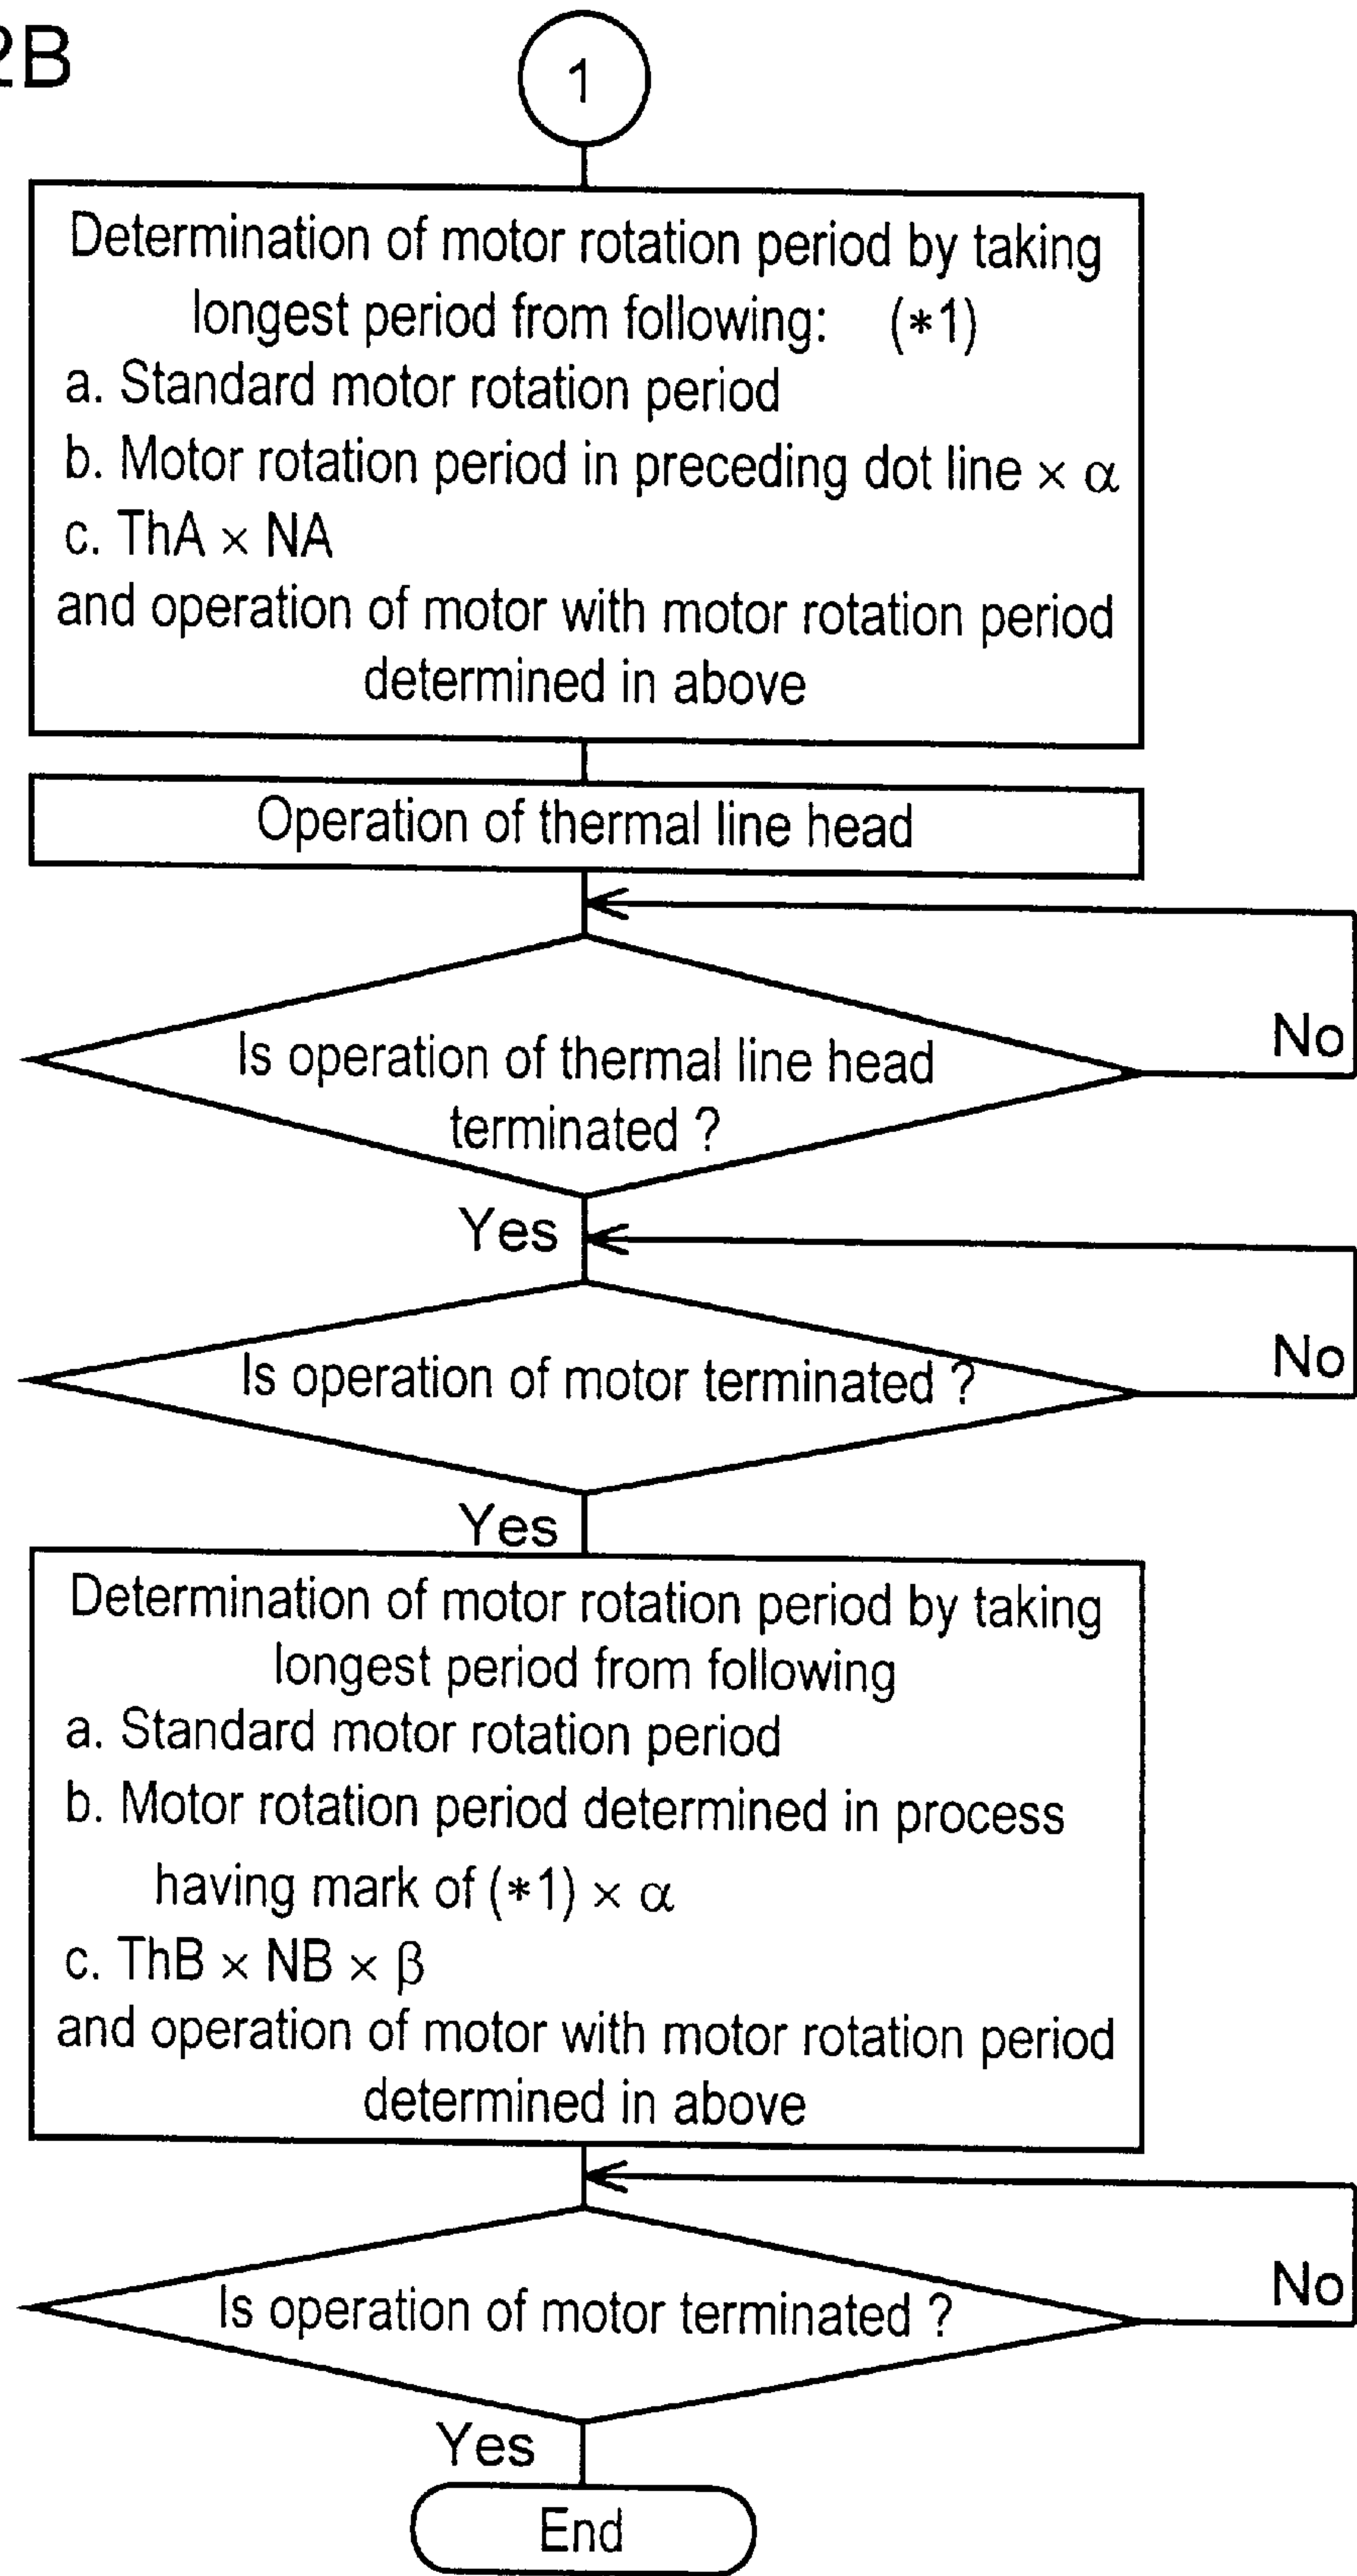 2B
1
Determination of motor rotation period by taking
longest period from following: (*1)
a. Standard motor rotation period
b. Motor rotation period in preceding dot line × α
c. ThA × NA
and operation of motor with motor rotation period
determined in above
Operation of thermal line head
Is operation of thermal line head
terminated ?
No
Yes
Is operation of motor terminated ?
No
Yes
Determination of motor rotation period by taking
longest period from following
a. Standard motor rotation period
b. Motor rotation period determined in process
having mark of (*1) × α
c. ThB × NB × β
and operation of motor with motor rotation period
determined in above
Is operation of motor terminated ?
No
Yes
End